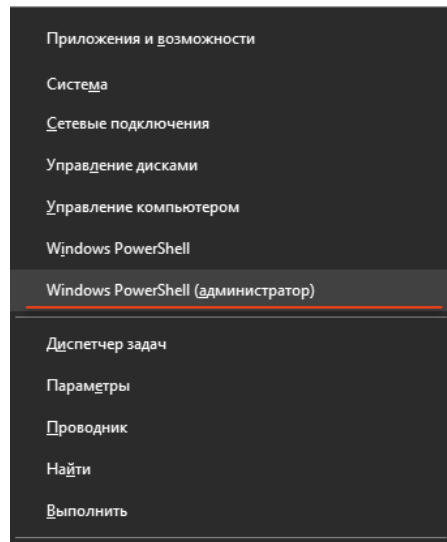 Приложения и возможности
Система
Сетевые подключения
Управление дисками
Управление компьютером
Windows PowerShell
Windows PowerShell (администратор)
Диспетчер задач
Параметры
Проводник
Найти
Выполнить